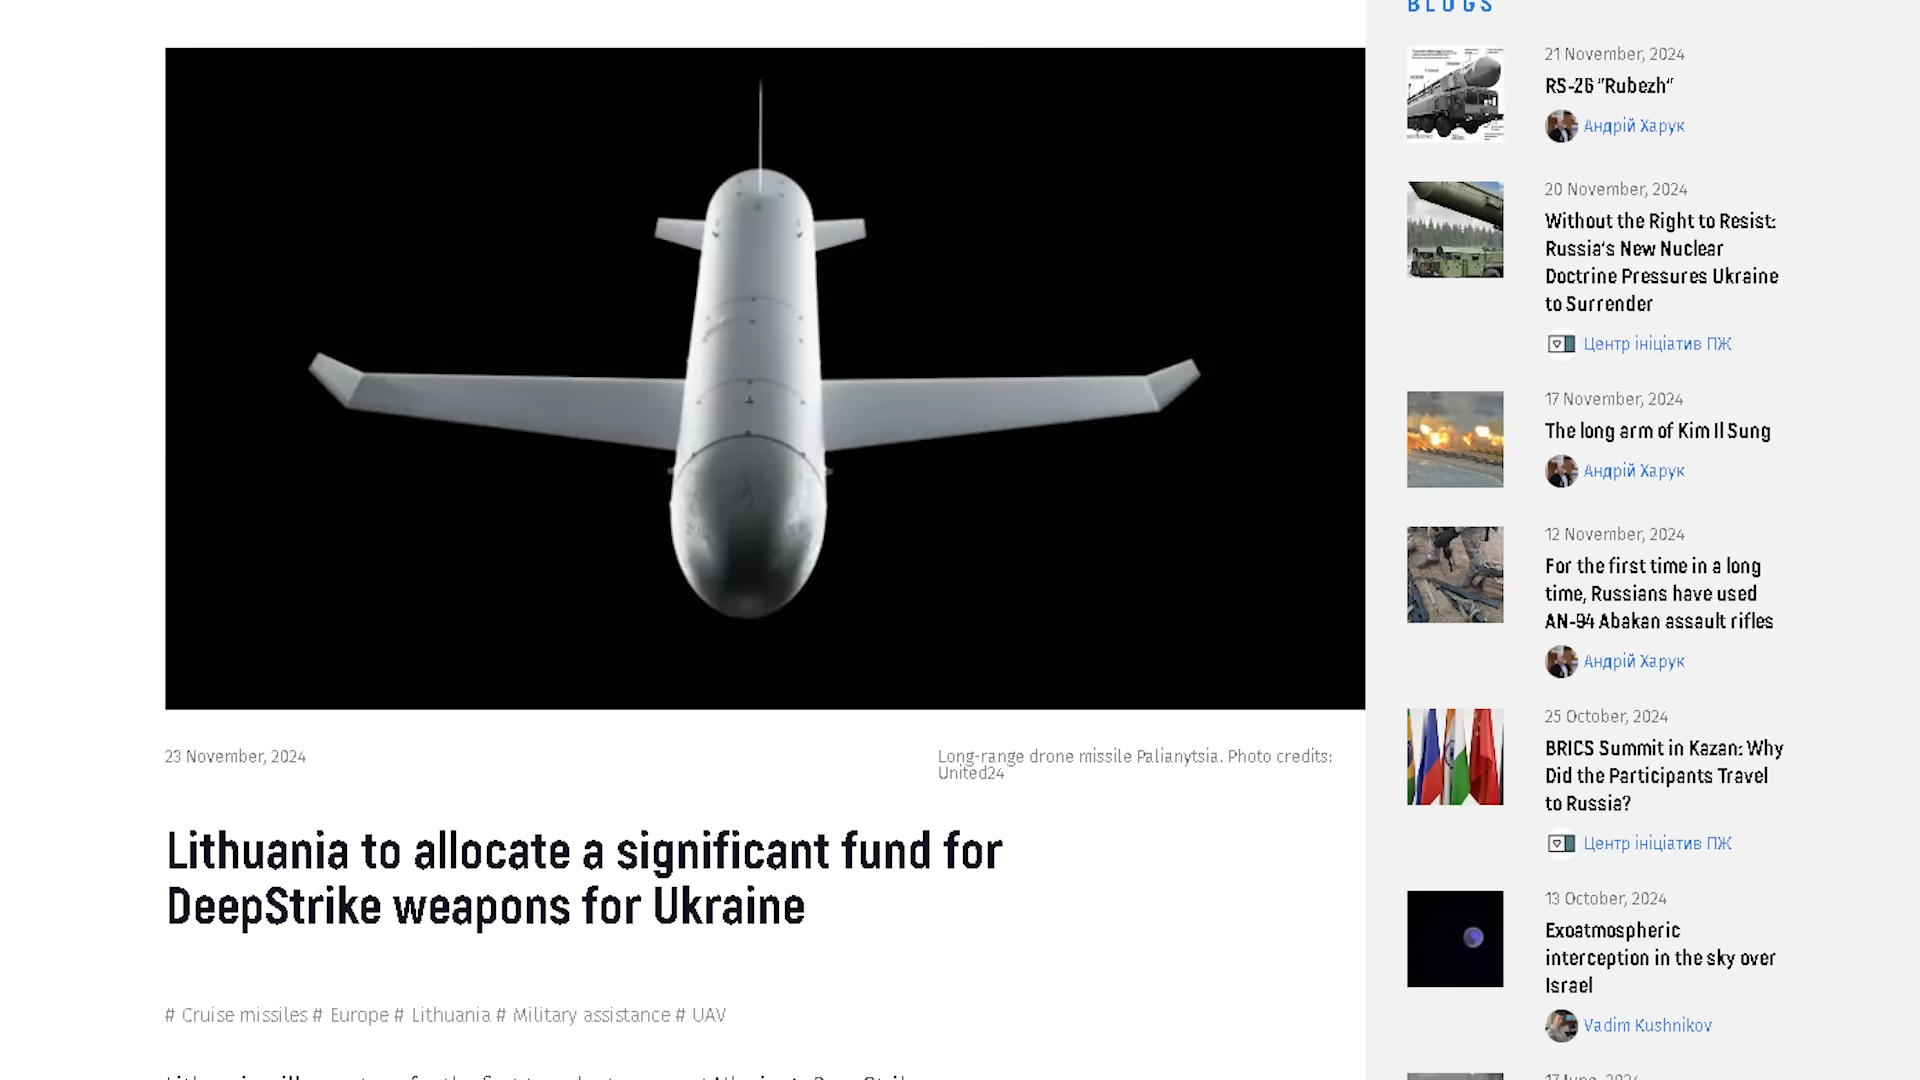 23 November, 2024
Long-range drone missile Palianytsia. Photo credits:
United24
Lithuania to allocate a significant fund for
DeepStrike weapons for Ukraine
# Cruise missiles # Europe # Lithuania # Military assistance # UAV
BLOGS
21 November, 2024
RS-26 “Rubezh”
Андрій Харук
20 November, 2024
Without the Right to Resist:
Russia's New Nuclear
Doctrine Pressures Ukraine
to Surrender
Центр ініціатив ПЖ
17 November, 2024
The long arm of Kim Il Sung
Андрій Харук
12 November, 2024
For the first time in a long
time, Russians have used
AN-94 Abakan assault rifles
Андрій Харук
25 October, 2024
BRICS Summit in Kazan: Why
Did the Participants Travel
to Russia?
Центр ініціатив ПЖ
13 October, 2024
Exoatmospheric
interception in the sky over
Israel
Vadim Kushnikov
17 June, 2024